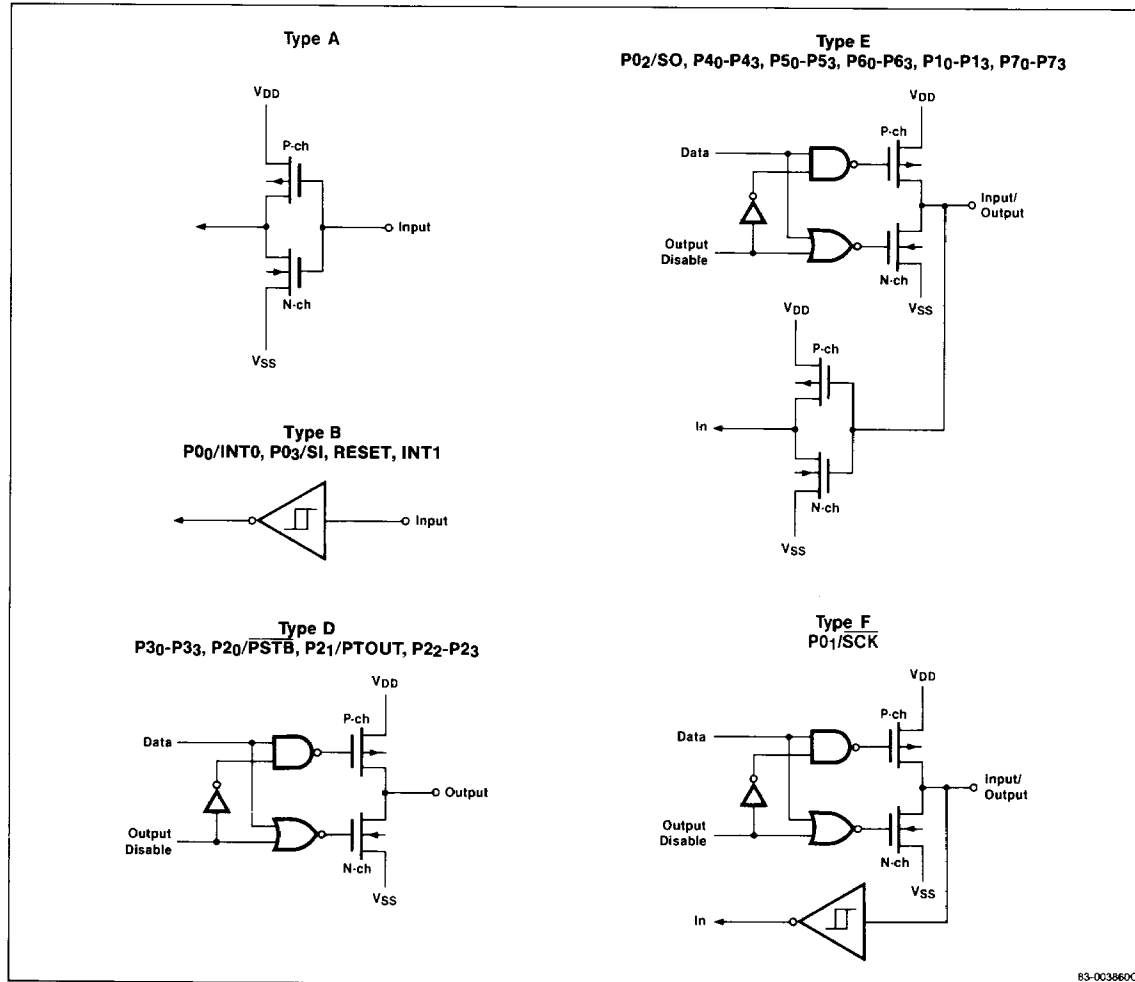 Type A
VDD
P-ch
Input
N-ch
VSS
Type B
P00/INT0, P03/SI, RESET, INT1
Input
Type D
P30-P33, P20/PSTB, P21/PTOUT, P22-P23
VDD
P-ch
Data
Output
Output
Disable
N-ch
VSS
Type E
P02/SO, P40-P43, P50-P53, P60-P63, P10-P13, P70-P73
VDD
P-ch
Data
Input/
Output
Output
Disable
N-ch
VSS
VDD
P-ch
In
N-ch
VSS
Type F
P01/SCK
VDD
P-ch
Data
Input/
Output
Output
Disable
N-ch
VSS
In
83-003860C